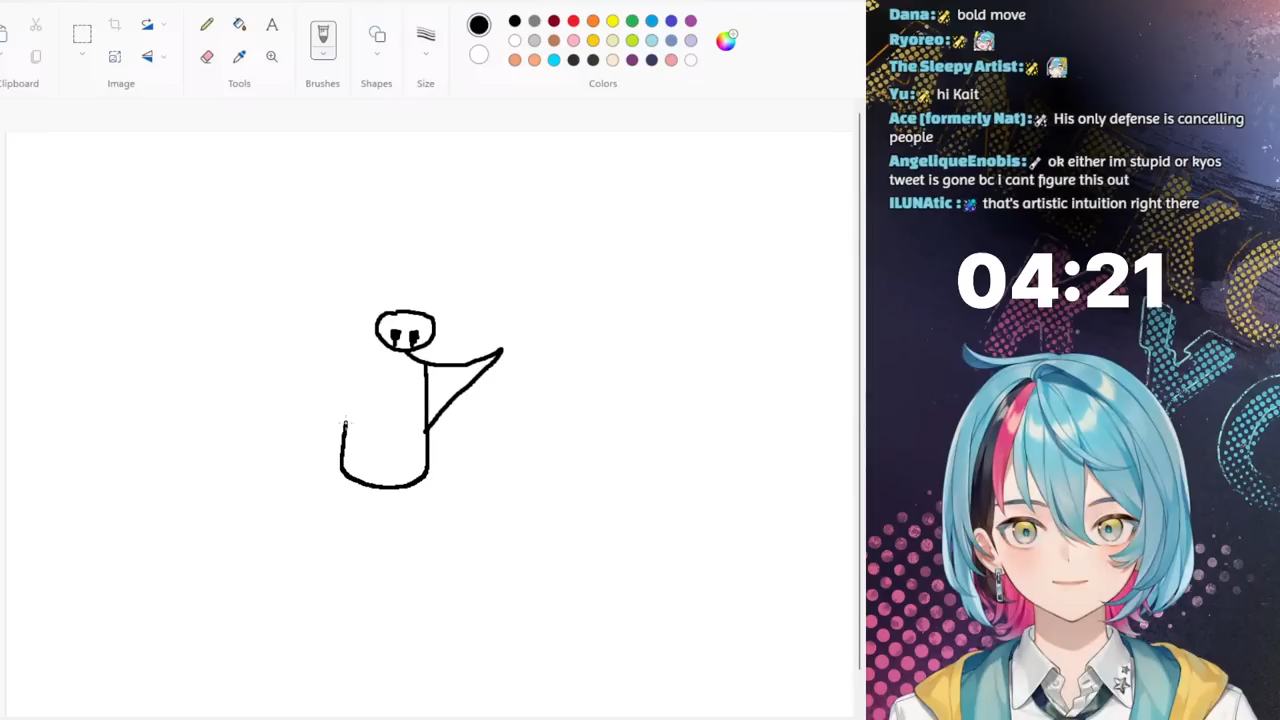 Clipboard
Image
Tools
Brushes
Shapes
Size
Colors
Dana: bold move
Ryoreo:
The Sleepy Artist:
Yu: hi Kait
Ace [formerly Nat]: His only defense is cancelling
people
AngeliqueEnobis: ok either im stupid or kyos
tweet is gone bc i cant figure this out
ILUNAtic : that's artistic intuition right there
04:21